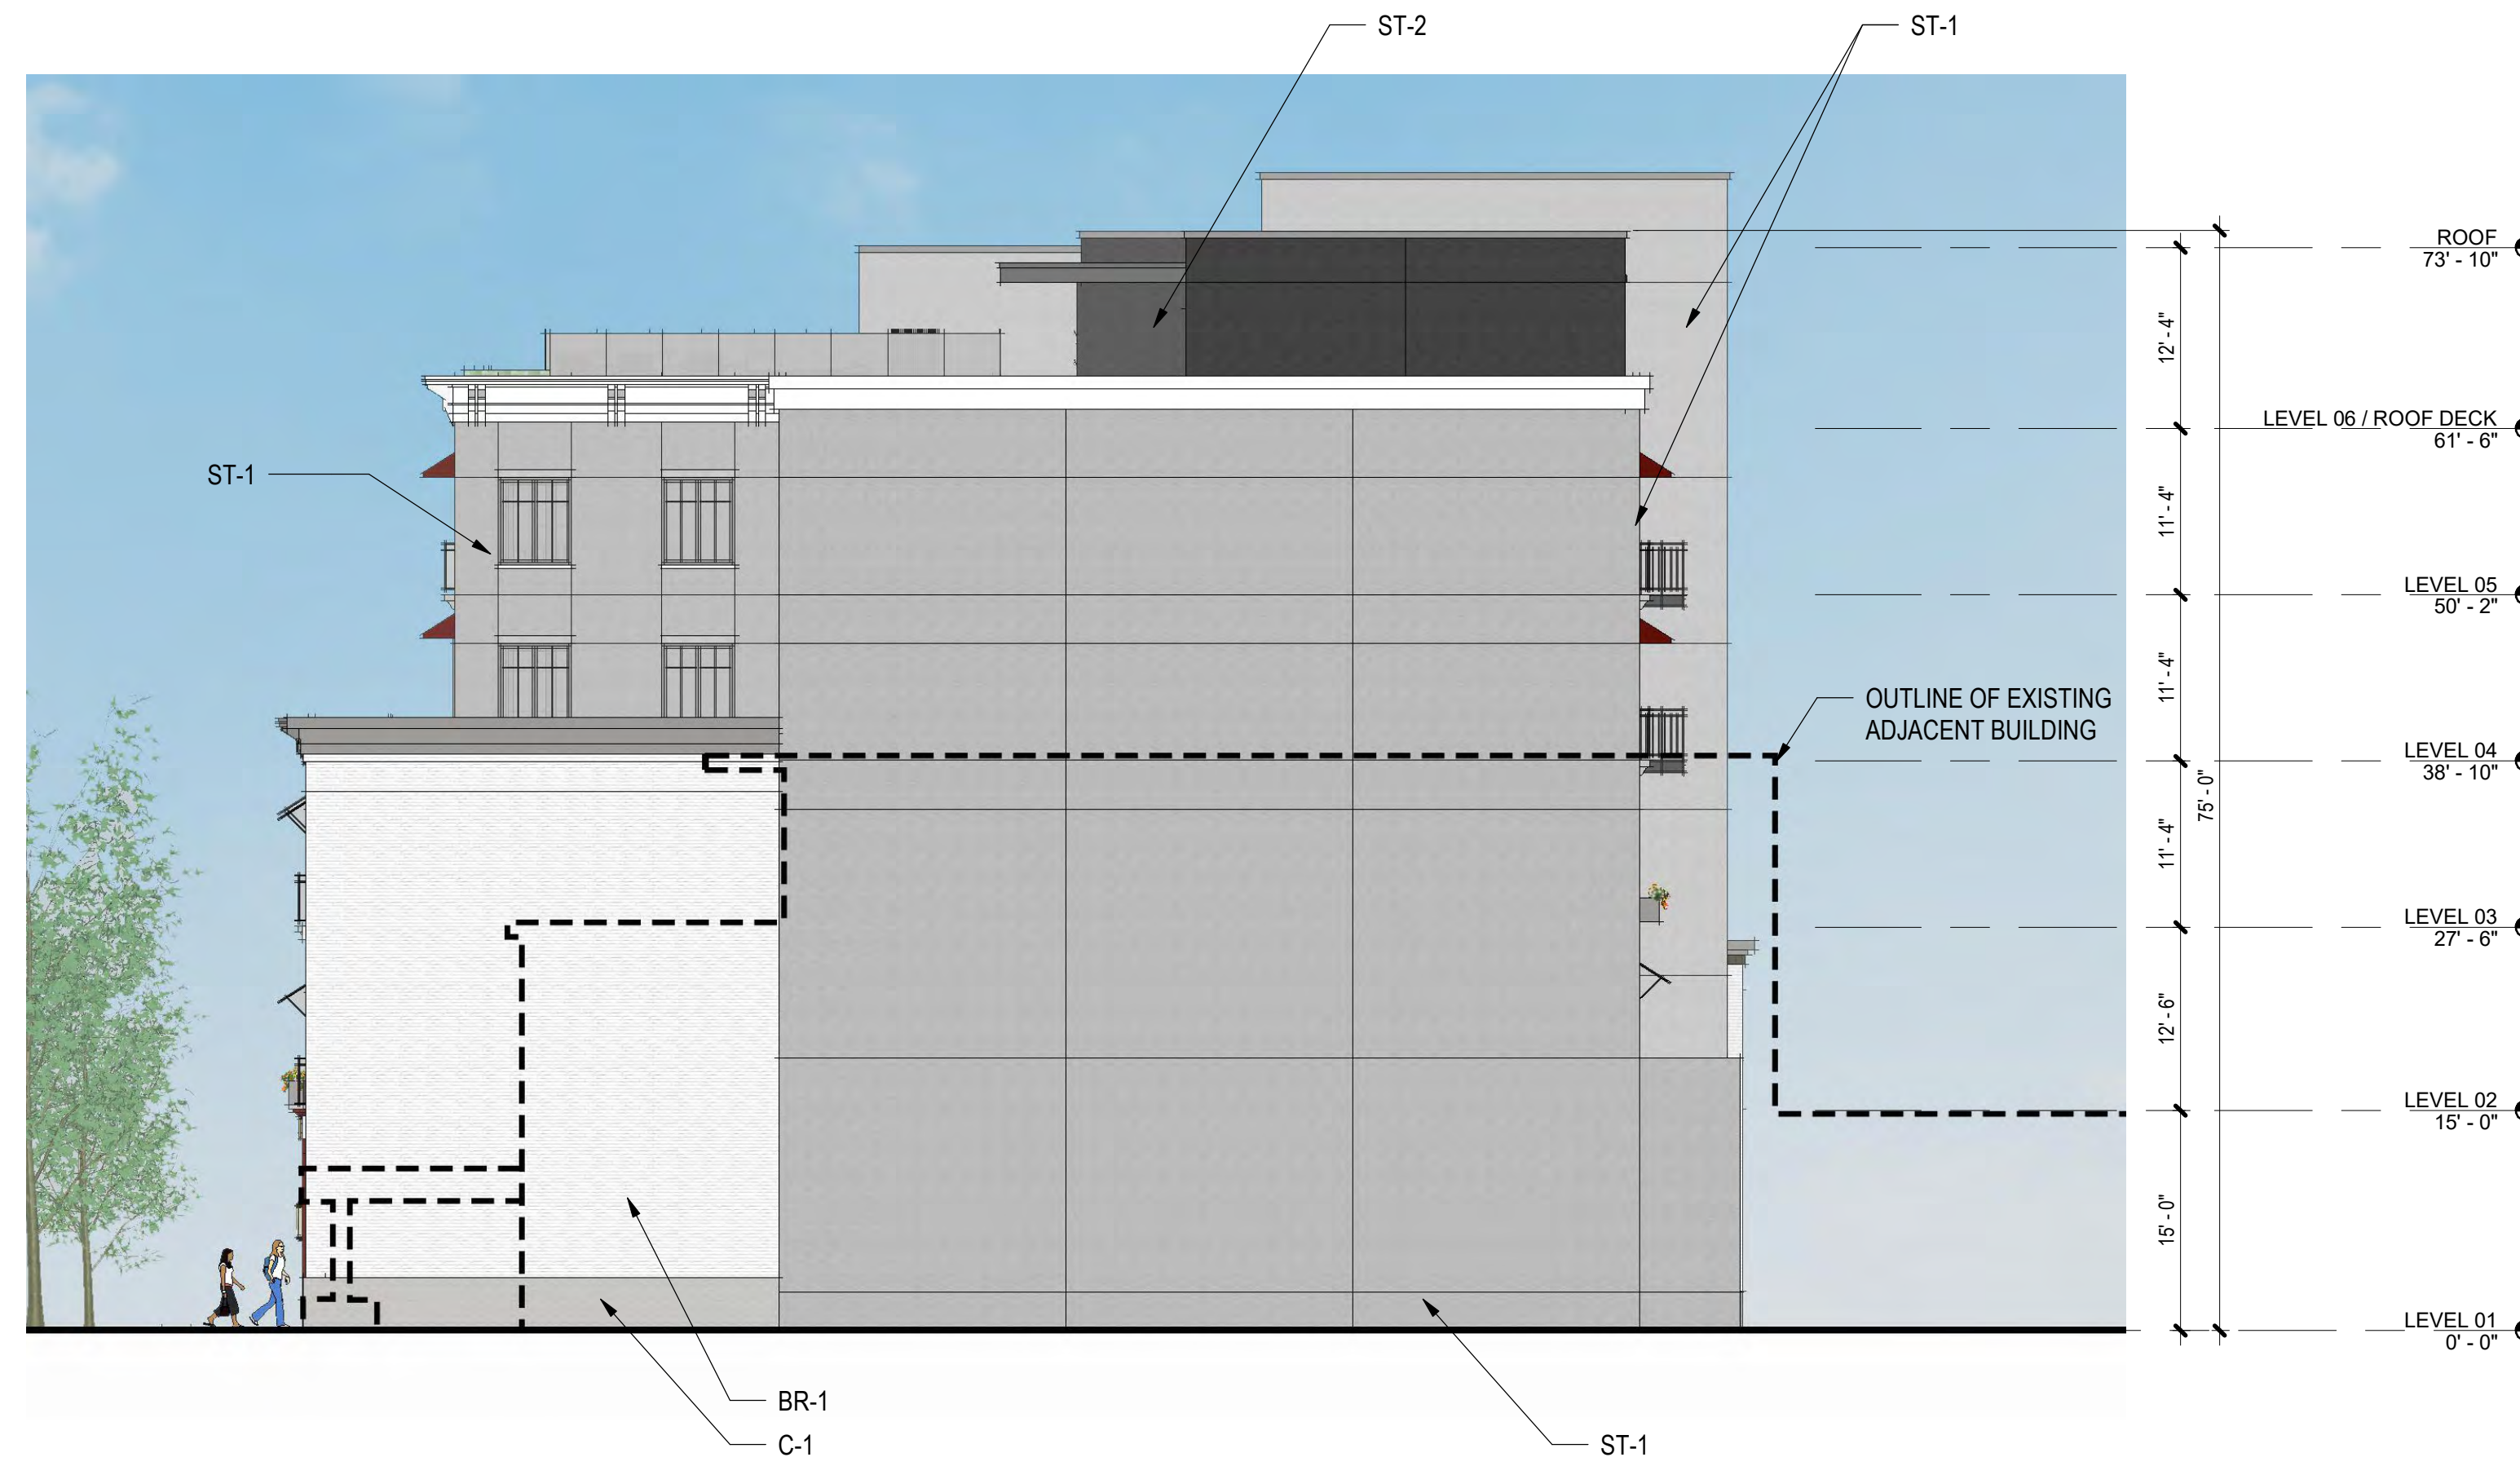 ST-2
ST-1
ROOF
73' - 10"
12' - 4"
LEVEL 06 / ROOF DECK
61' - 6"
ST-1
11' - 4"
LEVEL 05
50' - 2"
11' - 4"
OUTLINE OF EXISTING
ADJACENT BUILDING
LEVEL 04
38' - 10"
75' - 0"
11' - 4"
LEVEL 03
27' - 6"
12' - 6"
LEVEL 02
15' - 0"
15' - 0"
LEVEL 01
0' - 0"
BR-1
C-1
ST-1